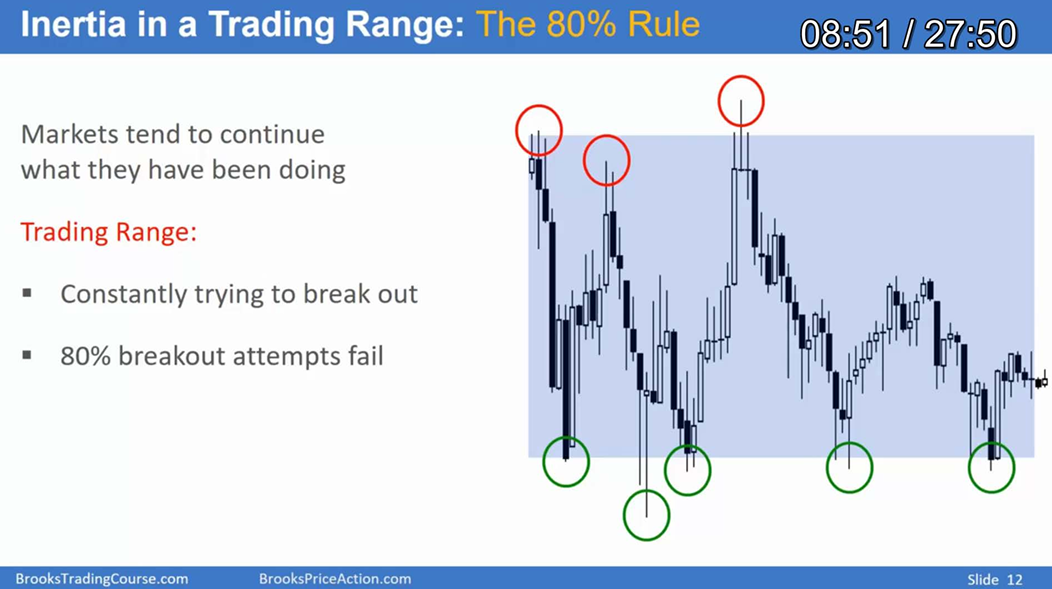 Inertia in a Trading Range: The 80% Rule
08:51 / 27:50
Markets tend to continue
what they have been doing
Trading Range:
▪ Constantly trying to break out
▪ 80% breakout attempts fail
BrooksTradingCourse.com
BrooksPriceAction.com
Slide 12